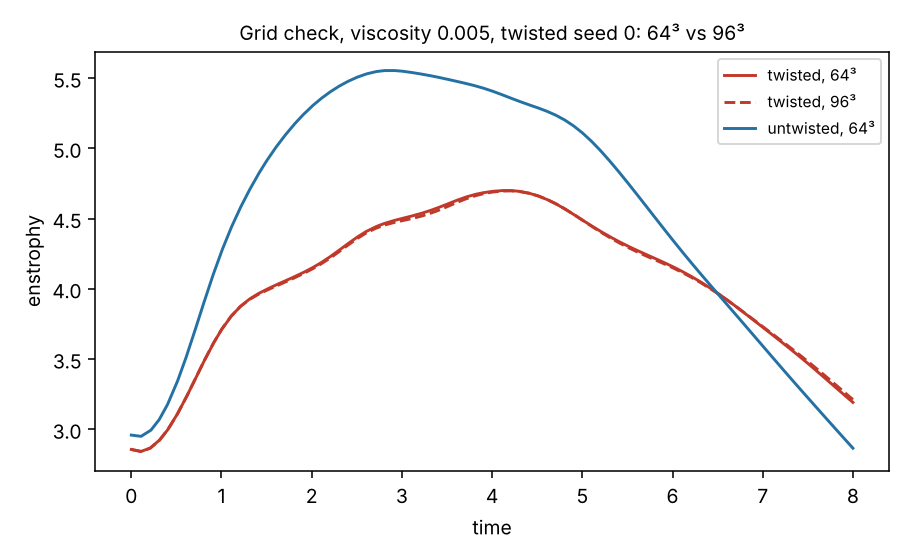 Grid check, viscosity 0.005, twisted seed 0: 64³ vs 96³
twisted, 64³
twisted, 96³
untwisted, 64³
enstrophy
5.5
5.0
4.5
4.0
3.5
3.0
0 1 2 3 4 5 6 7 8
time